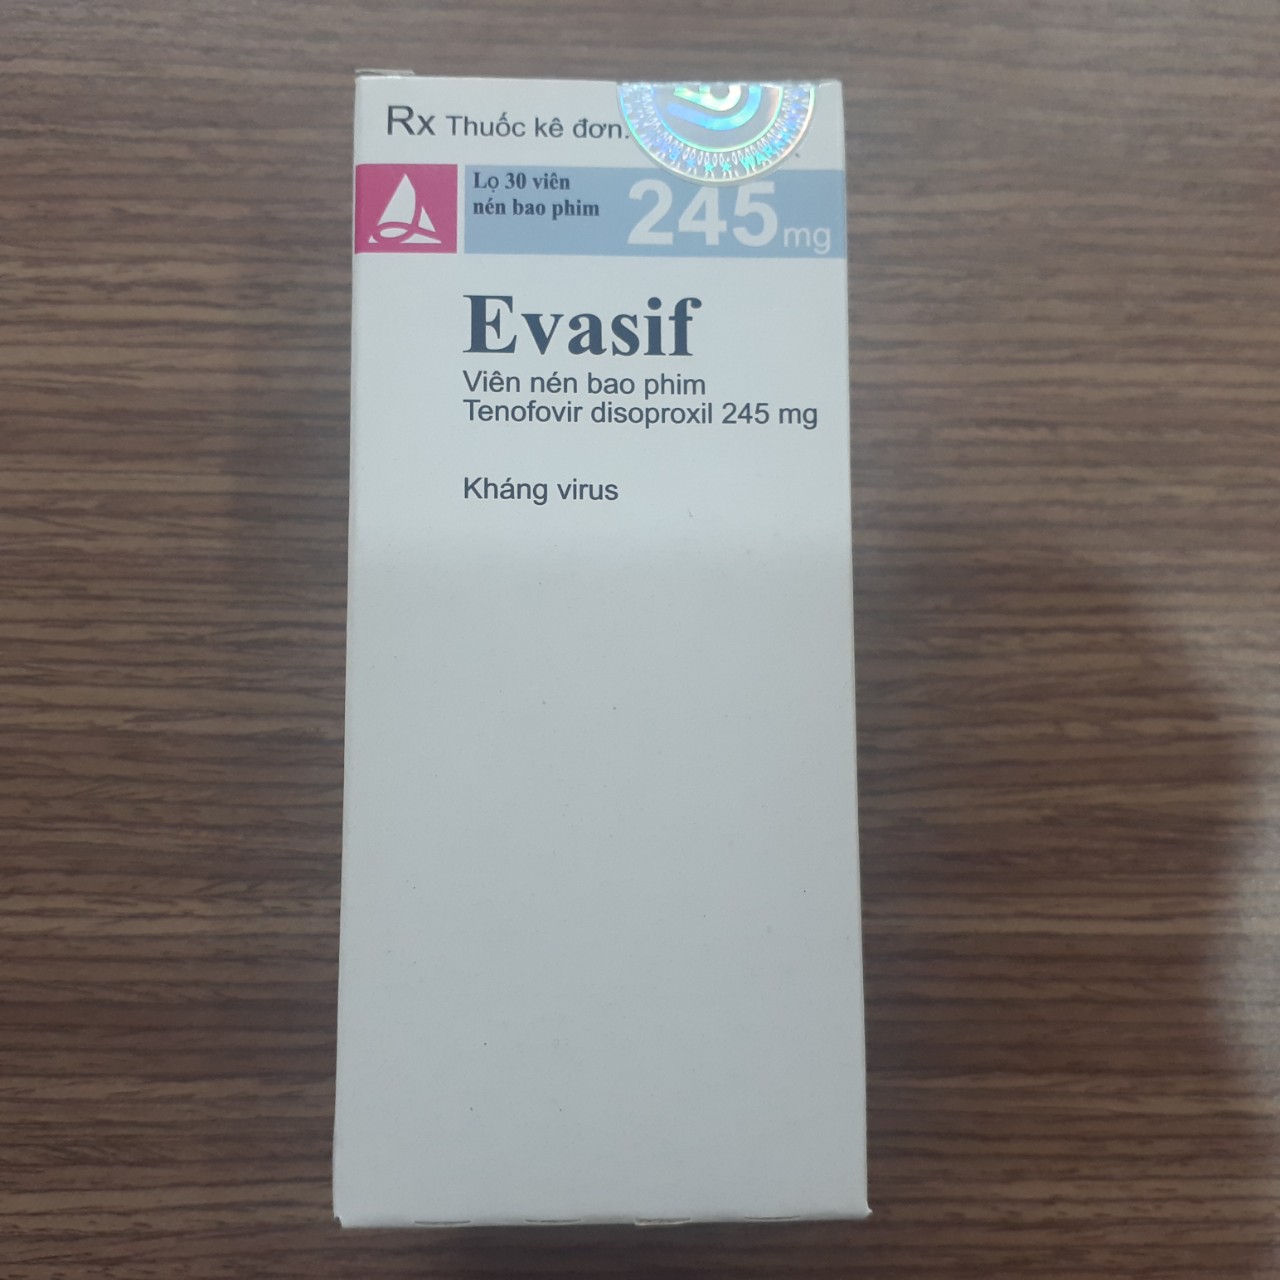 Rx Thuốc kê đơn.
Lọ 30 viên
nén bao phim
245 mg
Evasif
Viên nén bao phim
Tenofovir disoproxil 245 mg
Kháng virus